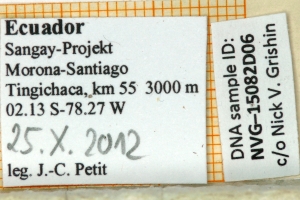 Ecuador
Sangay-Projekt
Morona-Santiago
Tingichaca, km 55 3000 m
02.13 S-78.27 W
25.X.2012
leg. J.-C. Petit
DNA sample ID:
NVG-15082D06
c/o Nick V. Grishin